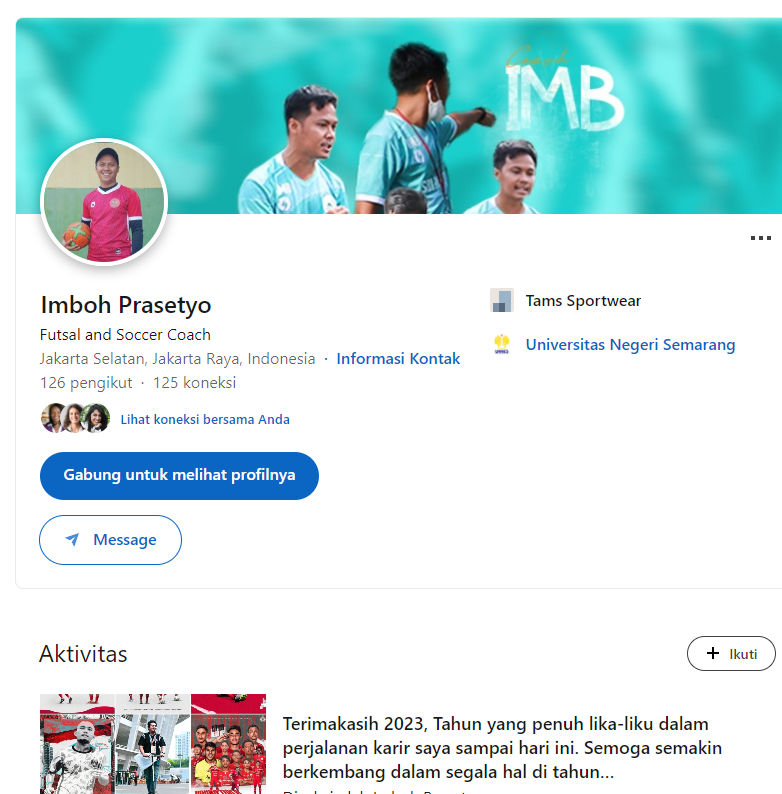 IMB
Imboh Prasetyo
Futsal and Soccer Coach
Jakarta Selatan, Jakarta Raya, Indonesia · Informasi Kontak
126 pengikut · 125 koneksi
Lihat koneksi bersama Anda
Gabung untuk melihat profilnya
Message
Tams Sportwear
Universitas Negeri Semarang
Aktivitas
Ikuti
Terimakasih 2023, Tahun yang penuh lika-liku dalam
perjalanan karir saya sampai hari ini. Semoga semakin
berkembang dalam segala hal di tahun...